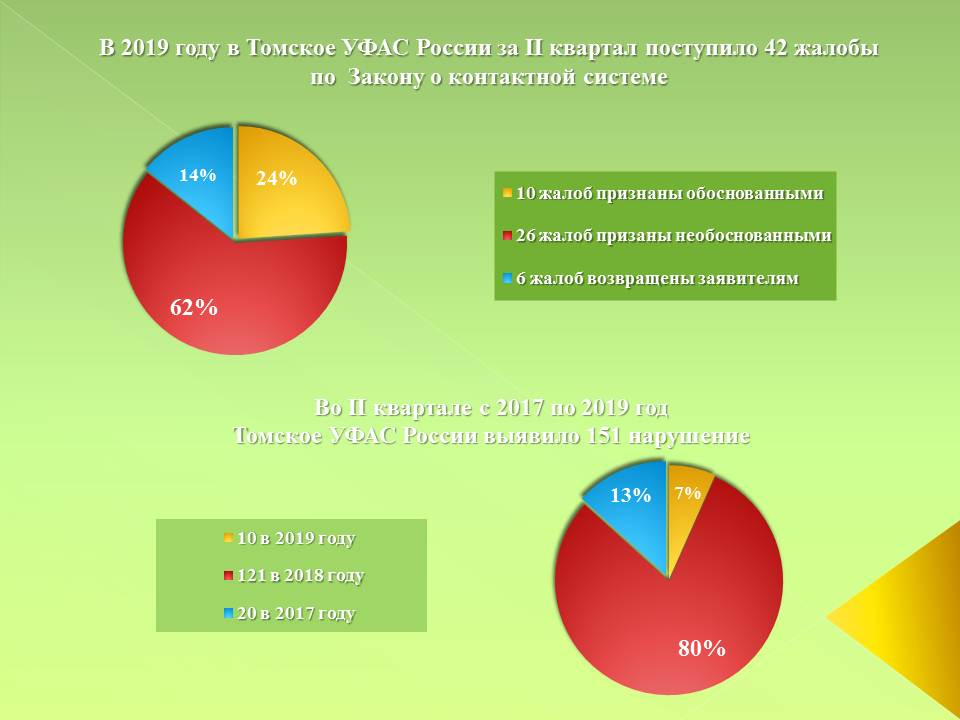 В 2019 году в Томское УФАС России за II квартал поступило 42 жалобы
по Закону о контактной системе
14%
24%
62%
10 жалоб признаны обоснованными
26 жалоб призаны необоснованными
6 жалоб возвращены заявителям
Во II квартале с 2017 по 2019 год
Томское УФАС России выявило 151 нарушение
13%
7%
80%
10 в 2019 году
121 в 2018 году
20 в 2017 году